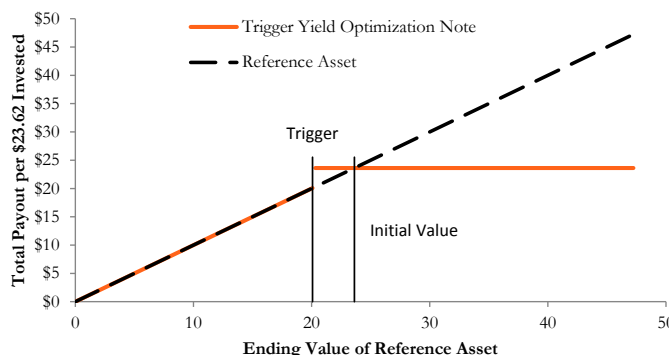 $50
$45
$40
$35
$30
$25
$20
$15
$10
$5
$0
Total Payout per $23.62 Invested
Trigger Yield Optimization Note
Reference Asset
Trigger
Initial Value
0
10
20
30
40
50
Ending Value of Reference Asset